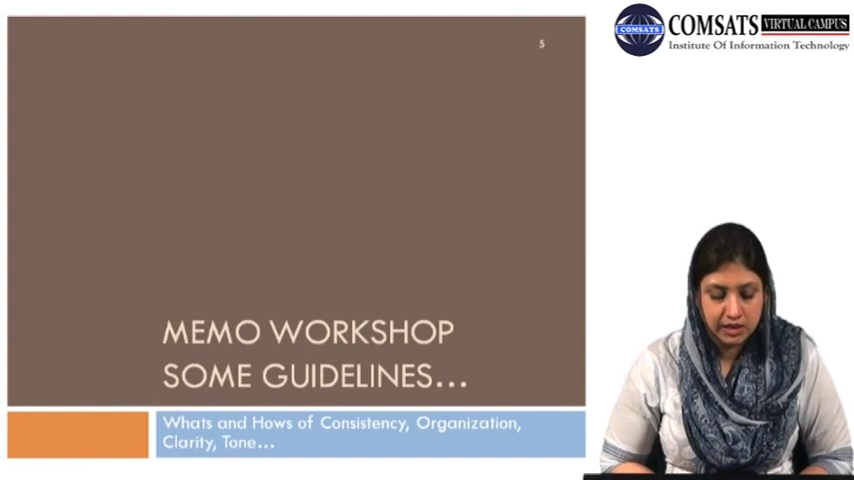 5
COMSATS VIRTUAL CAMPUS
COMSATS
Institute Of Information Technology
MEMO WORKSHOP
SOME GUIDELINES...
Whats and Hows of Consistency, Organization,
Clarity, Tone...